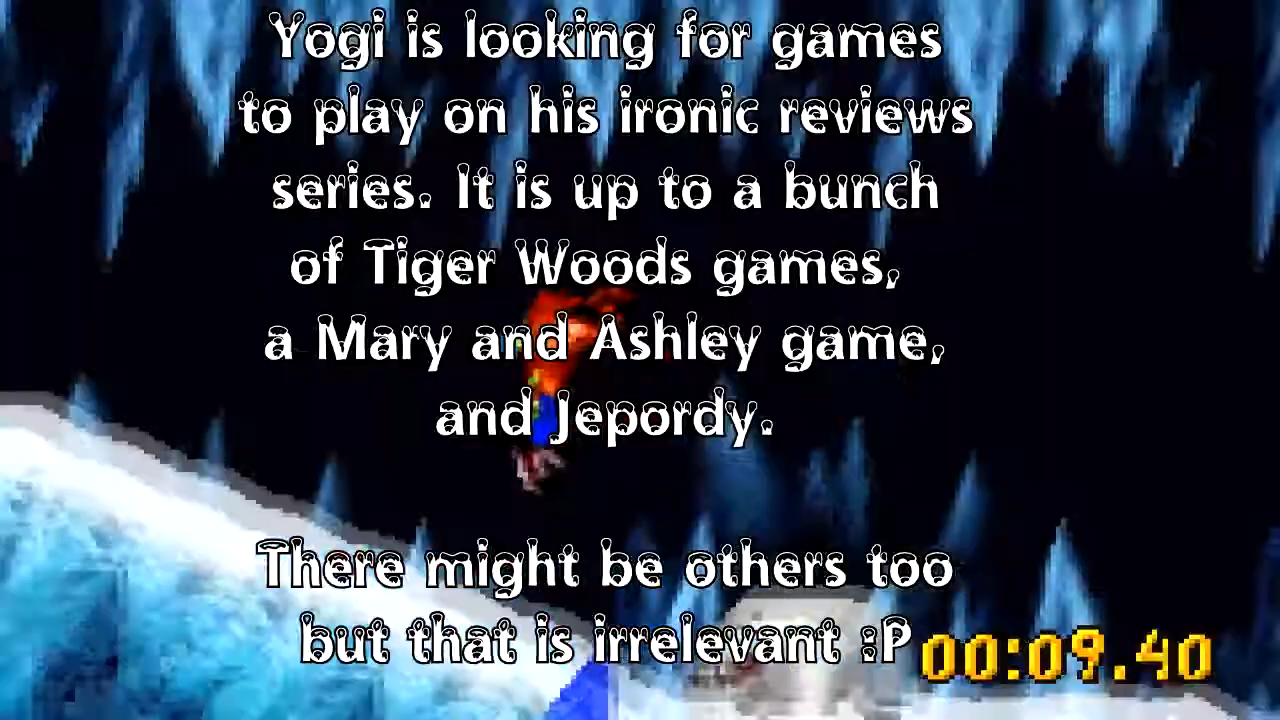 Yogi is looking for games
to play on his ironic reviews
series. It is up to a bunch
of Tiger Woods games,
a Mary and Ashley game,
and Jepordy.
There might be others too
but that is irrelevant :P
00:09.40